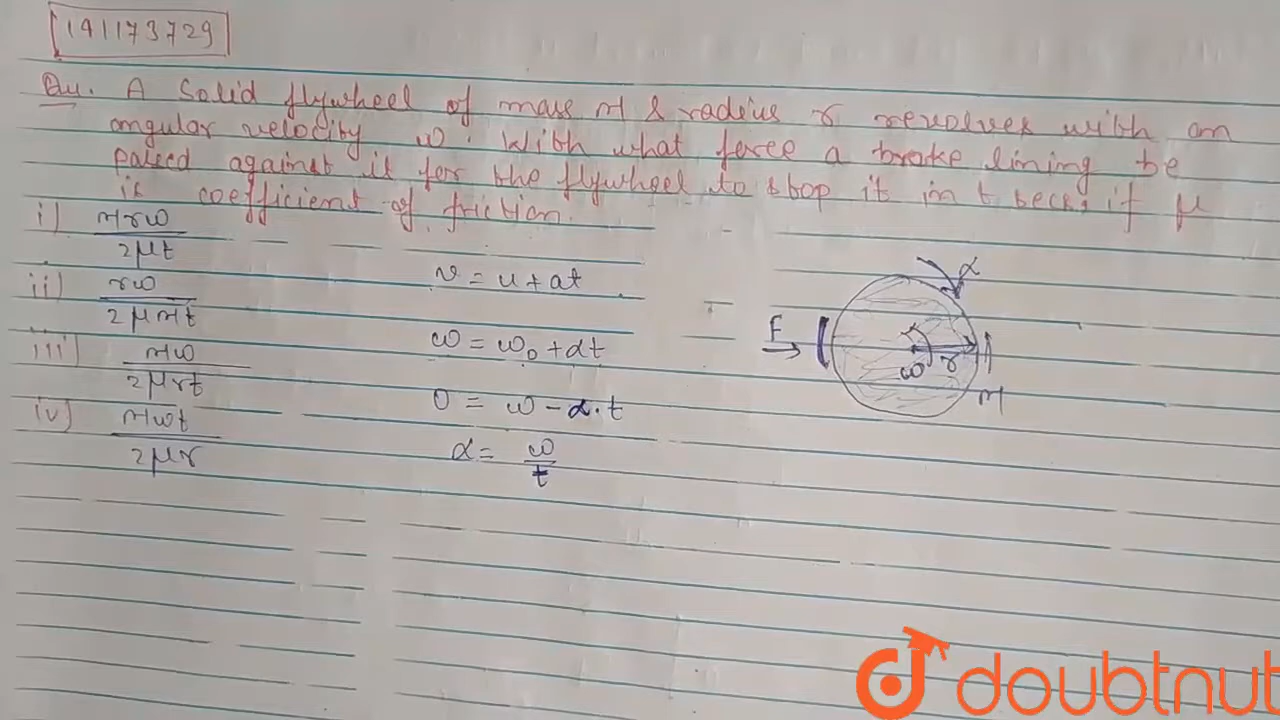 141173729
Qu. A Solid flywheel of mass M & radius r revolves with an
angular velocity ω. With what force a brake lining be
paced against it for the flywheel to stop it in t secs, if μ
is coefficient of friction.
i) Mrω / 2μt
ii) rω / 2μMt
iii) Mω / 2μrt
iv) Mωt / 2μr
v = u + at
ω = ω₀ + αt
0 = ω - α.t
α = ω / t
α
F
ω
r
M
doubtnut